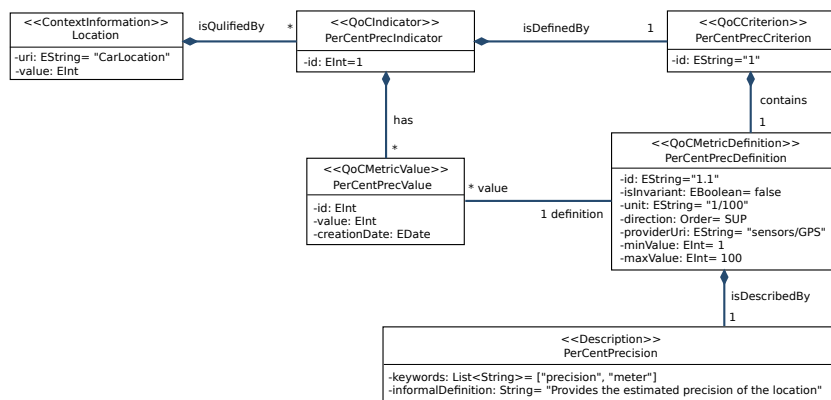 <<ContextInformation>>
Location
-uri: EString= "CarLocation"
-value: EInt
isQulifiedBy
*
<<QoCIndicator>>
PerCentPrecIndicator
-id: EInt=1
isDefinedBy
1
<<QoCCriterion>>
PerCentPrecCriterion
-id: EString="1"
has
*
contains
1
<<QoCMetricValue>>
PerCentPrecValue
-id: EInt
-value: EInt
-creationDate: EDate
* value
1 definition
<<QoCMetricDefinition>>
PerCentPrecDefinition
-id: EString="1.1"
-isInvariant: EBoolean= false
-unit: EString= "1/100"
-direction: Order= SUP
-providerUri: EString= "sensors/GPS"
-minValue: EInt= 1
-maxValue: EInt= 100
isDescribedBy
1
<<Description>>
PerCentPrecision
-keywords: List<String>= ["precision", "meter"]
-informalDefinition: String= "Provides the estimated precision of the location"